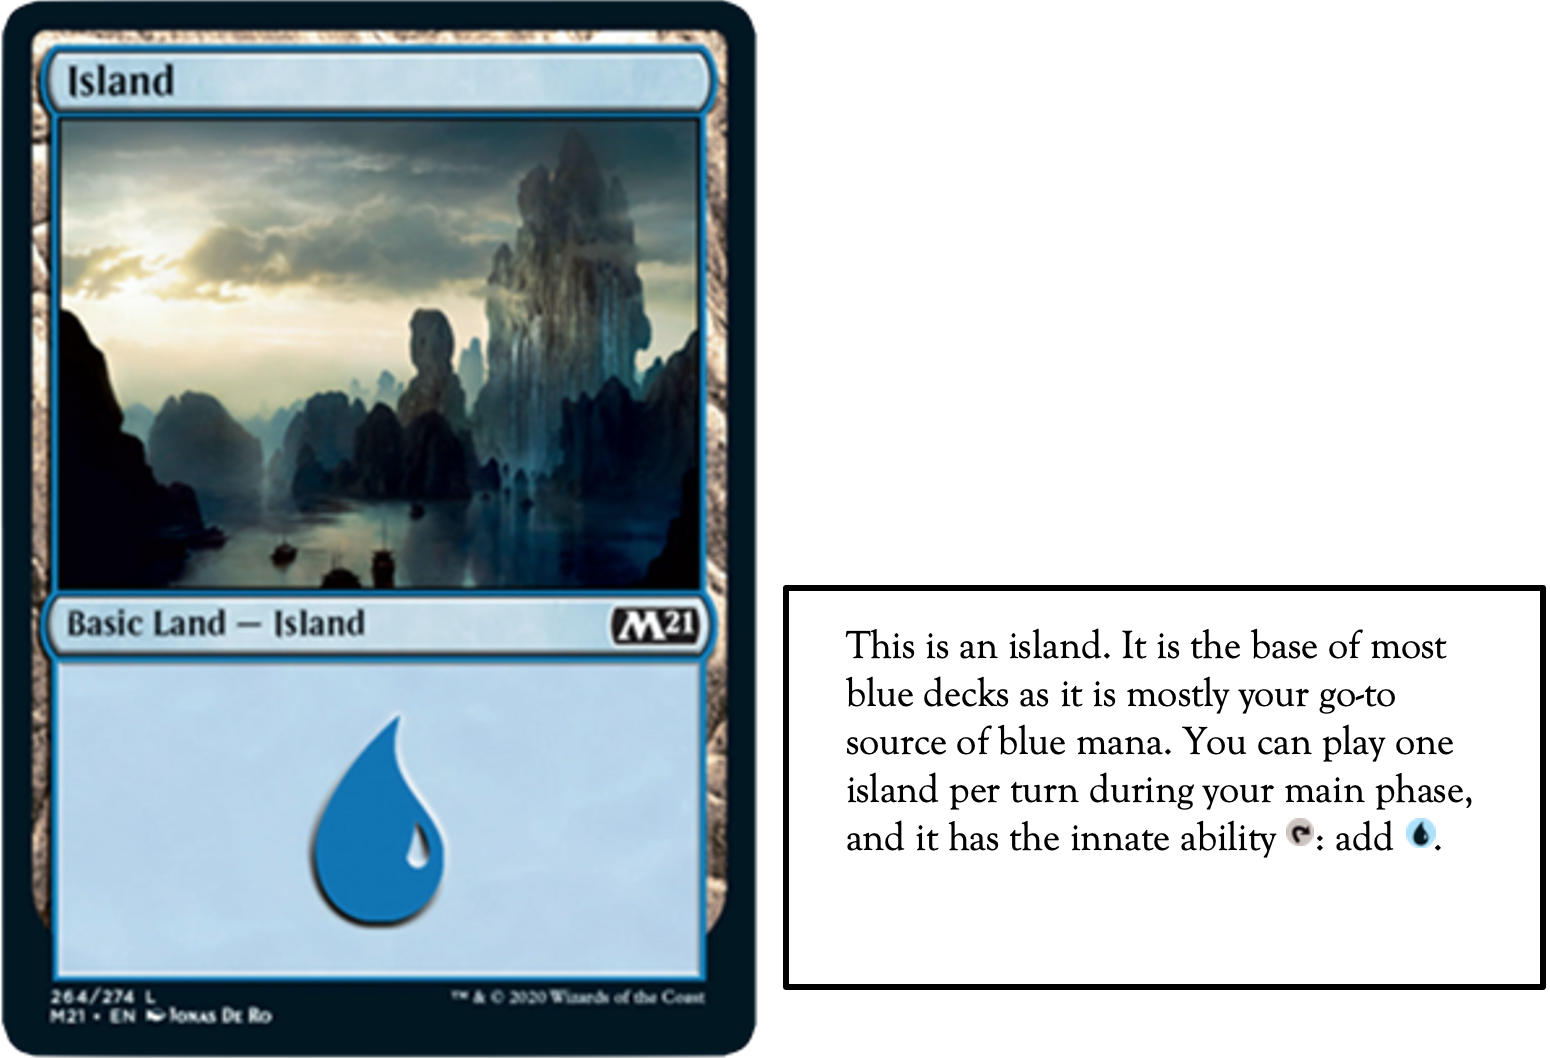 Island
Basic Land — Island
M21
264/274 L
™ & © 2020 Wizards of the Coast
M21 • EN Jonas De Ro
This is an island. It is the base of most
blue decks as it is mostly your go-to
source of blue mana. You can play one
island per turn during your main phase,
and it has the innate ability : add .